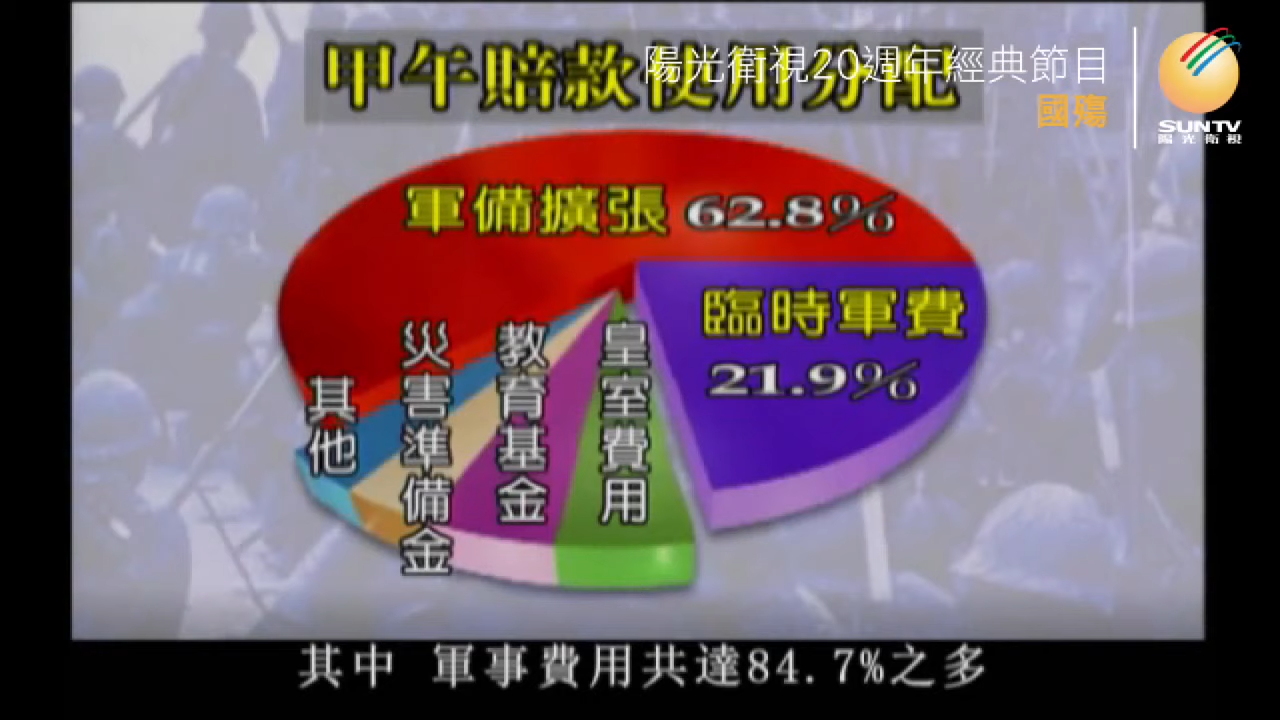 甲午賠款使用分配
陽光衛視20週年經典節目
國殤
SUNTV
陽光衛視
軍備擴張 62.8%
臨時軍費
21.9%
其他
災害準備金
教育基金
皇室費用
其中 軍事費用共達84.7%之多